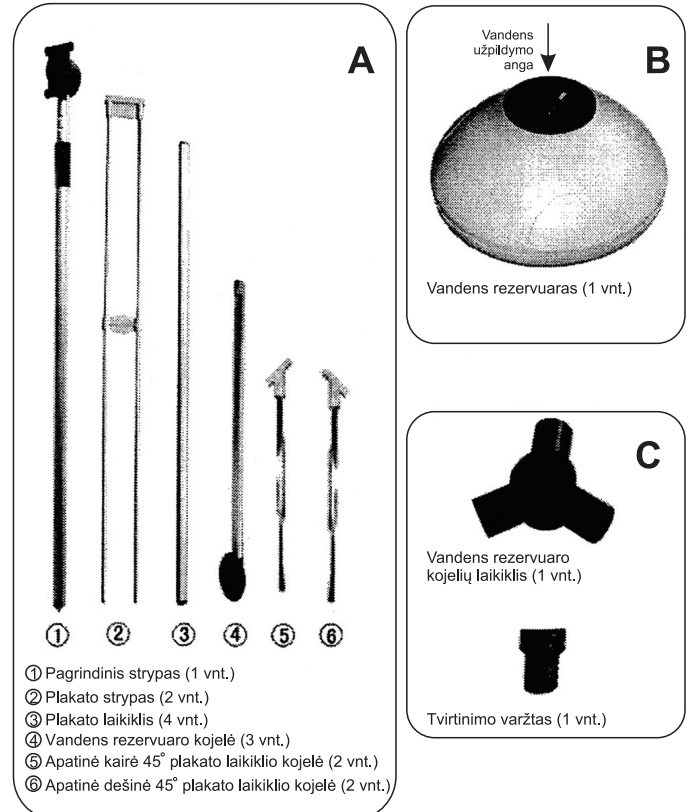 A
① ② ③ ④ ⑤ ⑥
① Pagrindinis strypas (1 vnt.)
② Plakato strypas (2 vnt.)
③ Plakato laikiklis (4 vnt.)
④ Vandens rezervuaro kojelė (3 vnt.)
⑤ Apatinė kairė 45° plakato laikiklio kojelė (2 vnt.)
⑥ Apatinė dešinė 45° plakato laikiklio kojelė (2 vnt.)
Vandens
užpildymo
anga
B
Vandens rezervuaras (1 vnt.)
C
Vandens rezervuaro
kojelių laikiklis (1 vnt.)
Tvirtinimo varžtas (1 vnt.)